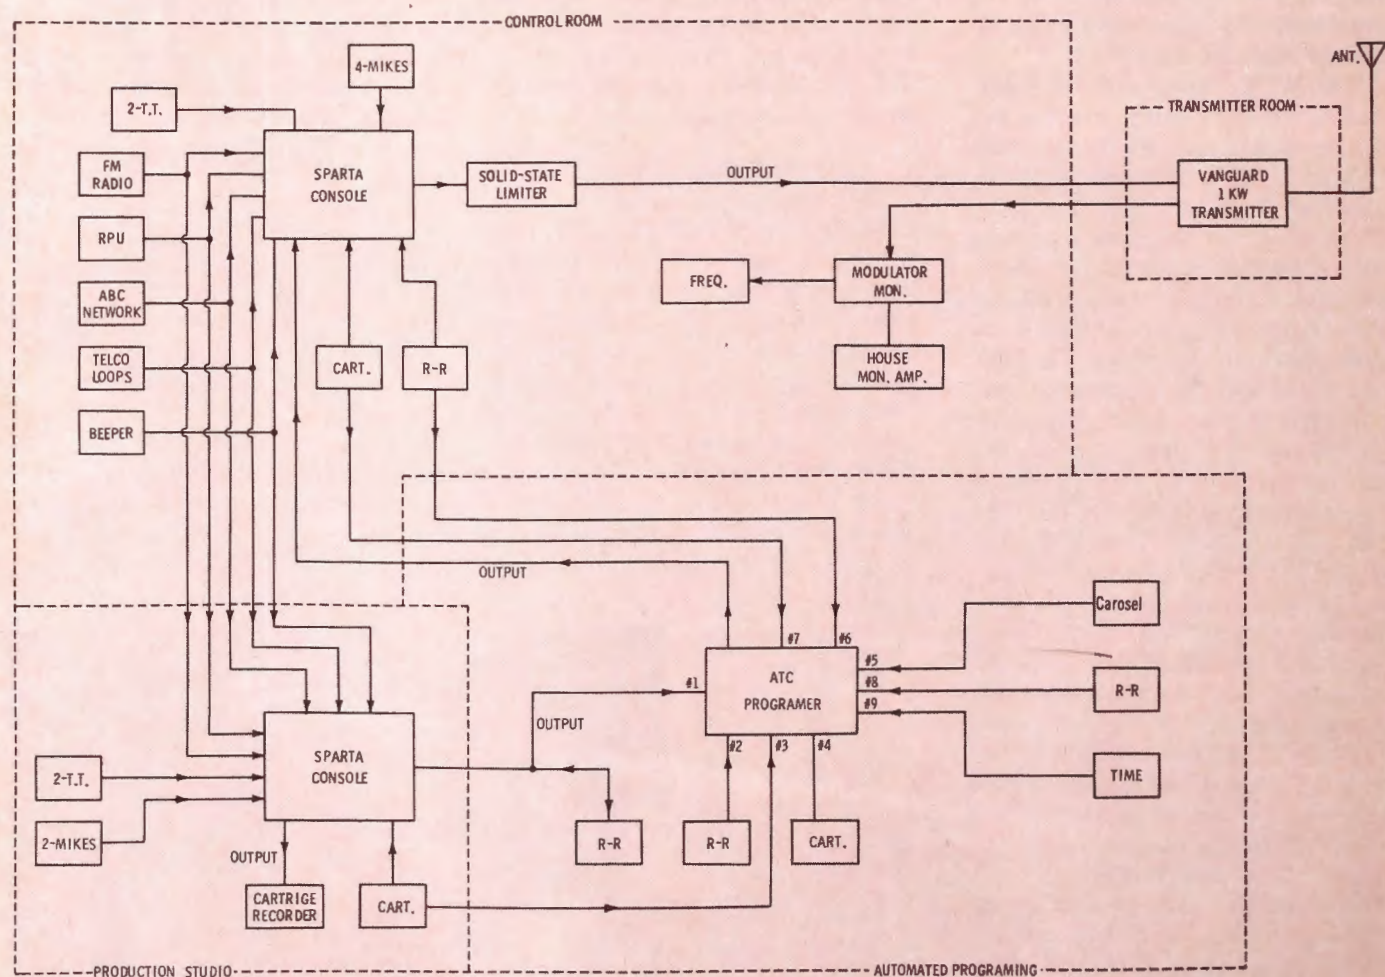 CONTROL ROOM
4-MIKES
ANT.
2-T.T.
TRANSMITTER ROOM
FM
RADIO
SPARTA
CONSOLE
SOLID-STATE
LIMITER
OUTPUT
VANGUARD
1 KW
TRANSMITTER
RPU
FREQ.
MODULATOR
MON.
ABC
NETWORK
TELCO
LOOPS
CART.
R-R
HOUSE
MON. AMP.
BEEPER
OUTPUT
Carosel
#7
#6
#5
#1
ATC
PROGRAMER
#8
R-R
#9
OUTPUT
#2
#3
#4
SPARTA
CONSOLE
2-T.T.
TIME
2-MIKES
R-R
R-R
CART.
OUTPUT
CARTRIGE
RECORDER
CART.
PRODUCTION STUDIO
AUTOMATED PROGRAMING